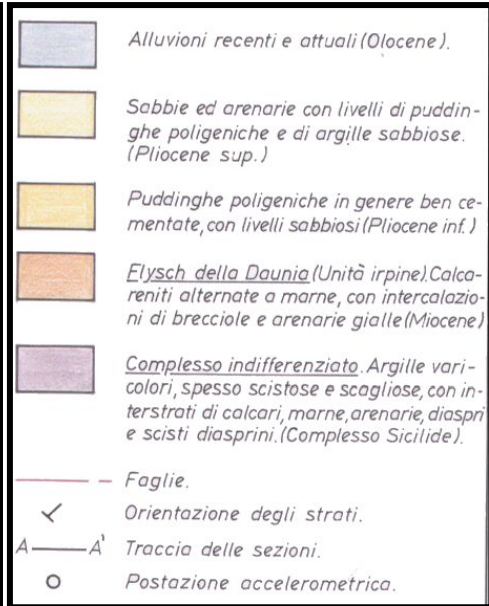 Alluvioni recenti e attuali (Olocene).
Sabbie ed arenarie con livelli di puddin-
ghe poligeniche e di argille sabbiose.
(Pliocene sup.)
Puddinghe poligeniche in genere ben ce-
mentate, con livelli sabbiosi (Pliocene inf.)
Flysch della Daunia (Unità irpine). Calca-
reniti alternate a marne, con intercalazio-
ni di brecciole e arenarie gialle (Miocene)
Complesso indifferenziato. Argille vari-
colori, spesso scistose e scagliose, con in-
terstrati di calcari, marne, arenarie, diaspri
e scisti diasprini. (Complesso Sicilide).
Faglie.
Orientazione degli strati.
A A' Traccia delle sezioni.
Postazione accelerometrica.